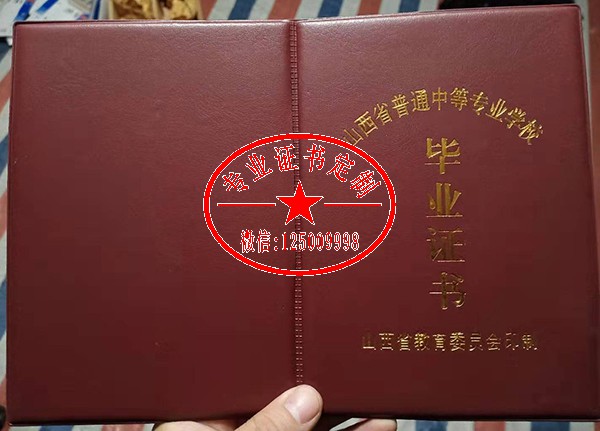 山西省普通中等专业学校
毕业证书
山西省教育委员会印制
专业证书定制
微信:125009998